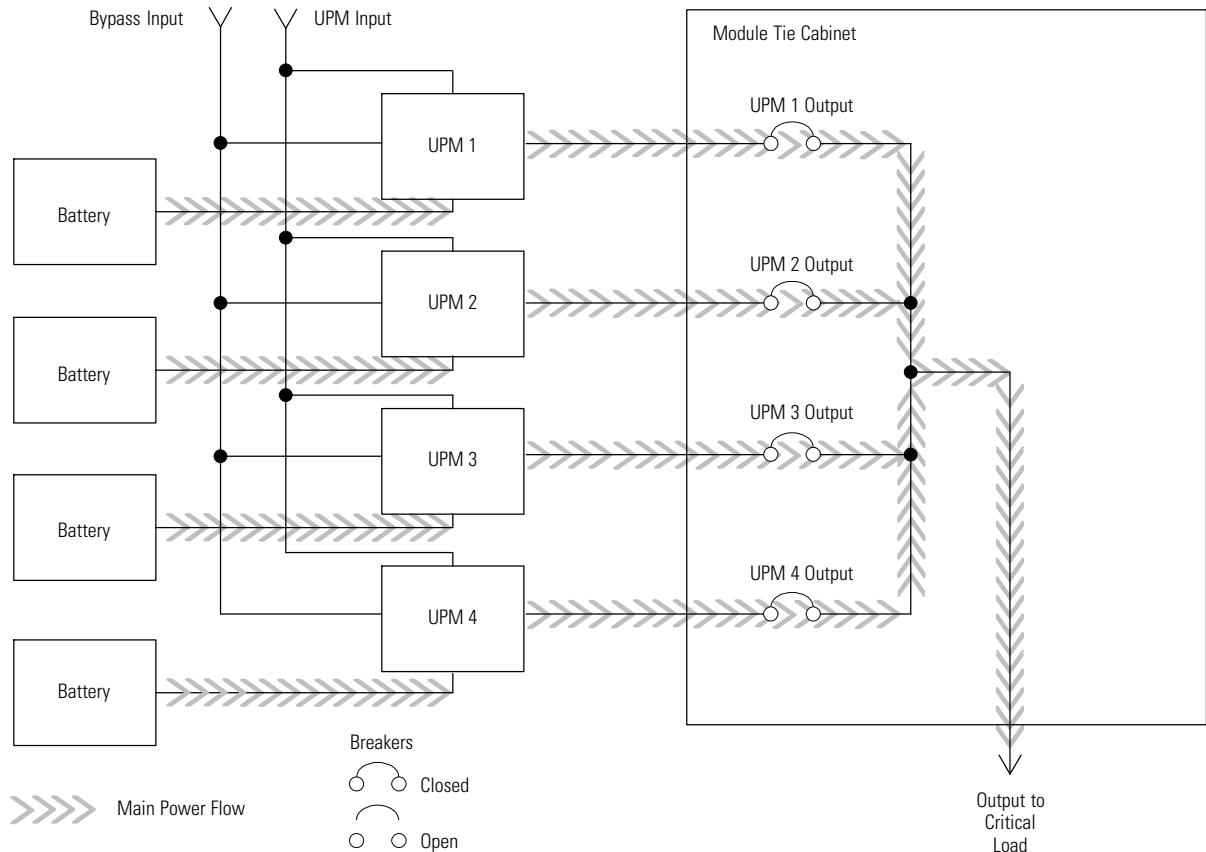 Bypass Input
UPM Input
Module Tie Cabinet
UPM 1 Output
UPM 1
Battery
UPM 2 Output
UPM 2
Battery
UPM 3 Output
UPM 3
Battery
UPM 4 Output
UPM 4
Battery
Breakers
Closed
Open
Main Power Flow
Output to
Critical
Load